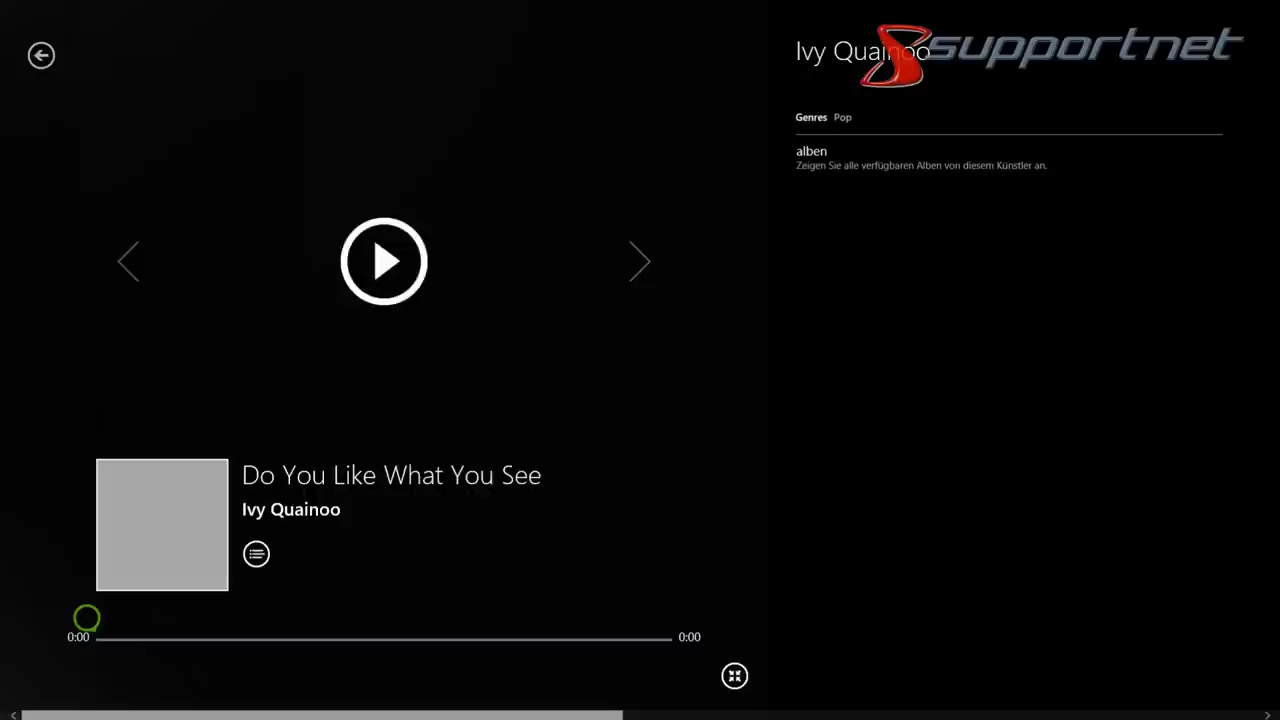 Ivy Quainoo
supportnet
Genres Pop
alben
Zeigen Sie alle verfügbaren Alben von diesem Künstler an.
Do You Like What You See
Ivy Quainoo
0:00
0:00